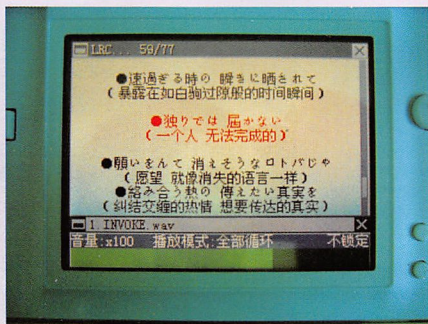 LRC... 59/77
●速過ぎる時の 瞬きに晒されて
(暴露在如白驹过隙般的时间瞬间)
●独りでは 届かない
(一个人 无法完成的)
●願いをんて 消えそうなロトバじゃ
(愿望 就像消失的语言一样)
●絡み合う熱の 傳えたい真実を
(纠结交缠的热情 想要传达的真实)
1.INVOKE.wav
音量:x100 播放模式:全部循环 不锁定